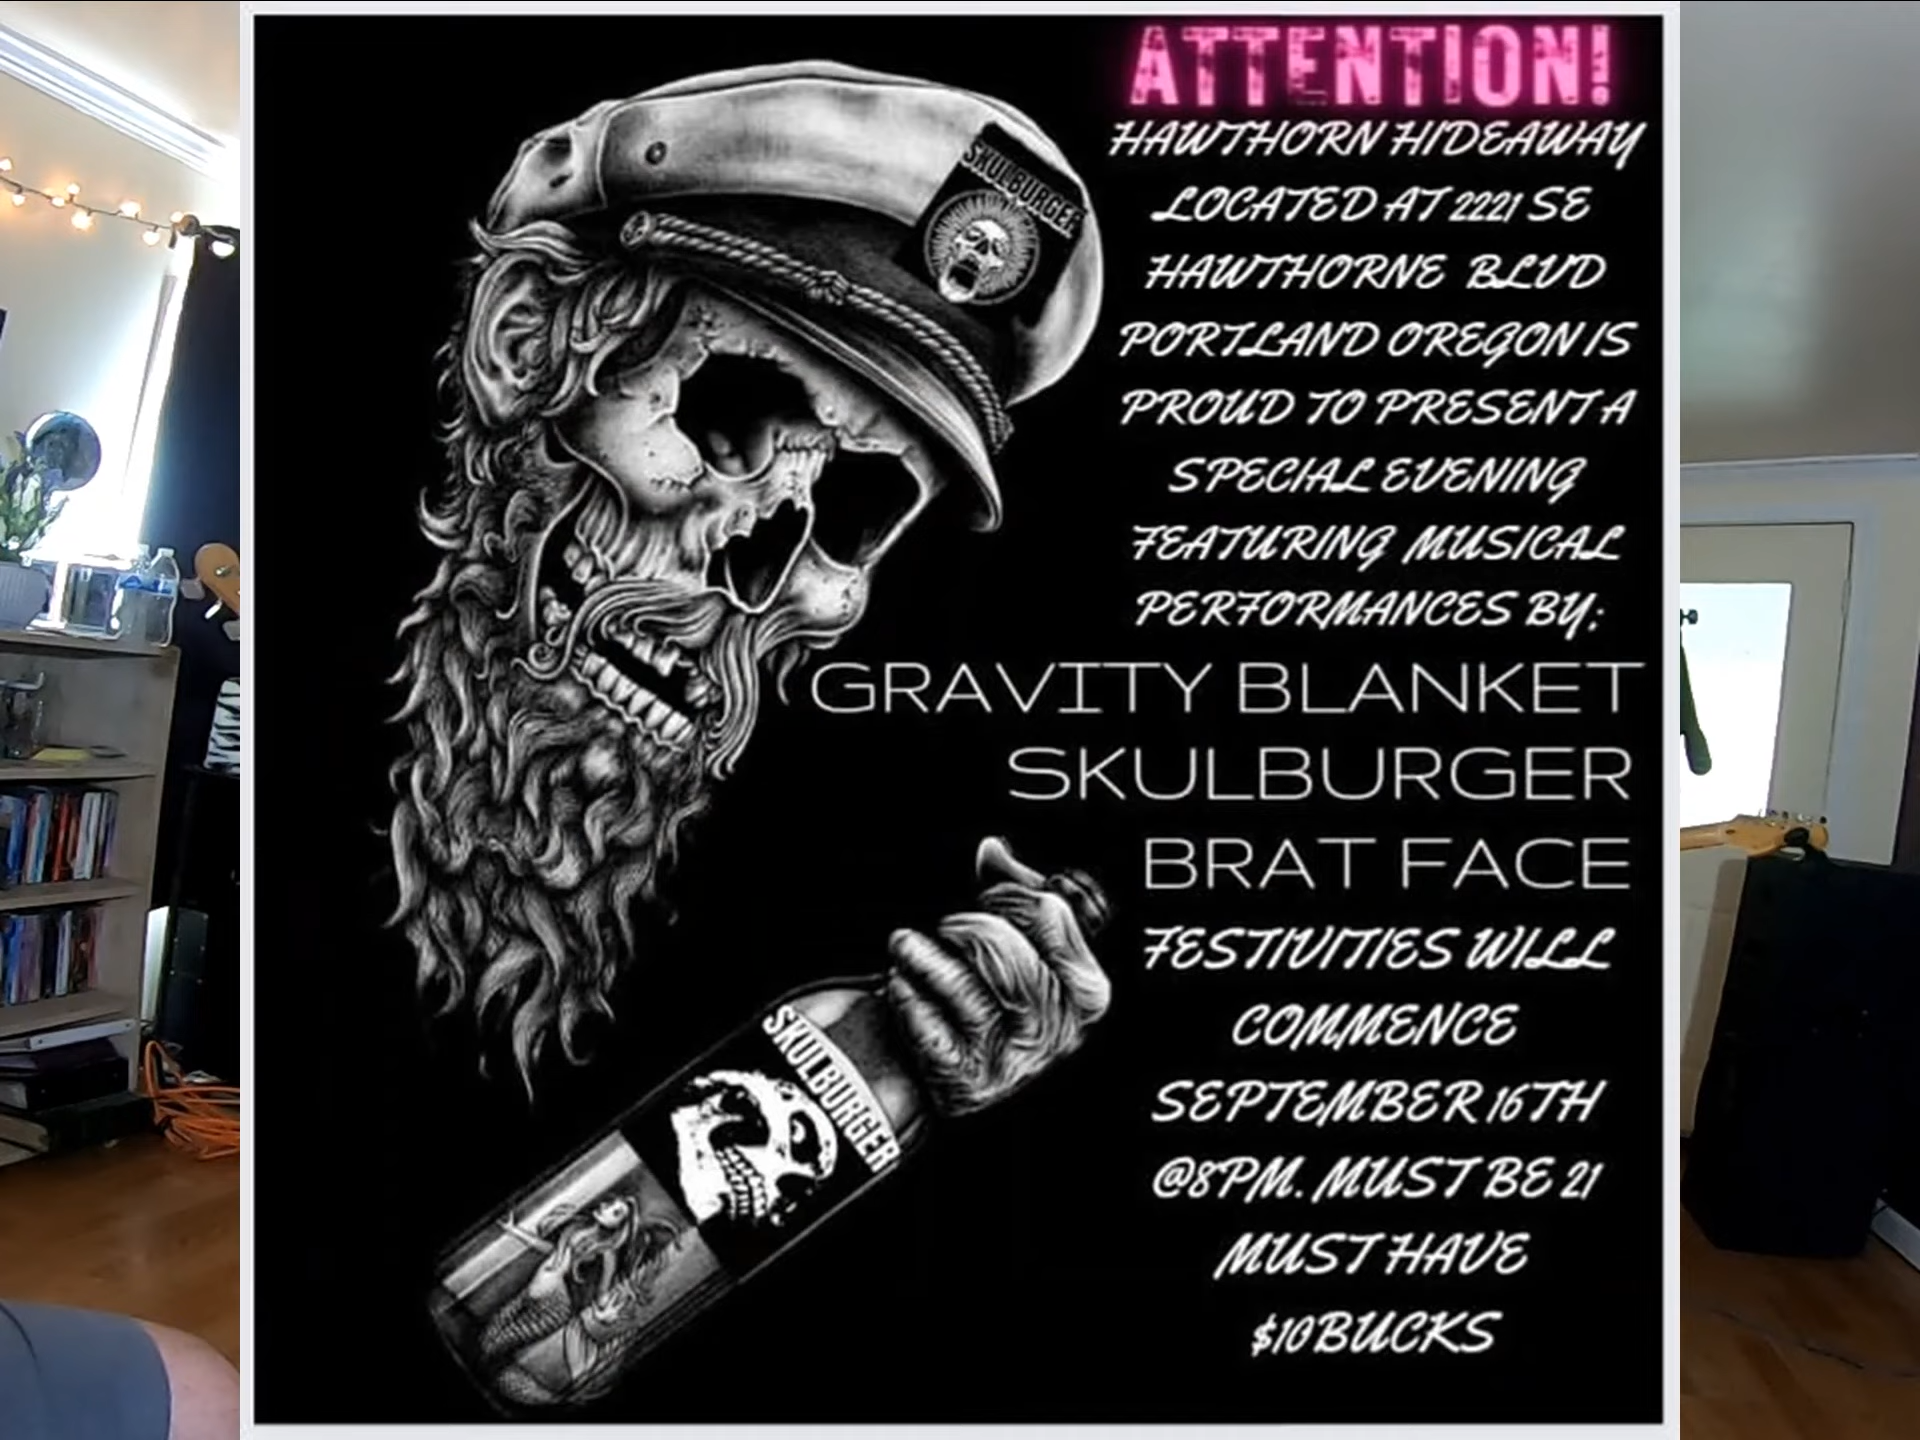 ATTENTION!
HAWTHORN HIDEAWAY
LOCATED AT 2221 SE
HAWTHORNE BLVD
PORTLAND OREGON IS
PROUD TO PRESENT A
SPECIAL EVENING
FEATURING MUSICAL
PERFORMANCES BY:
GRAVITY BLANKET
SKULBURGER
BRAT FACE
FESTIVITIES WILL
COMMENCE
SEPTEMBER 16TH
@8PM. MUST BE 21
MUST HAVE
$10 BUCKS
SKULBURGER
SKULBURGER